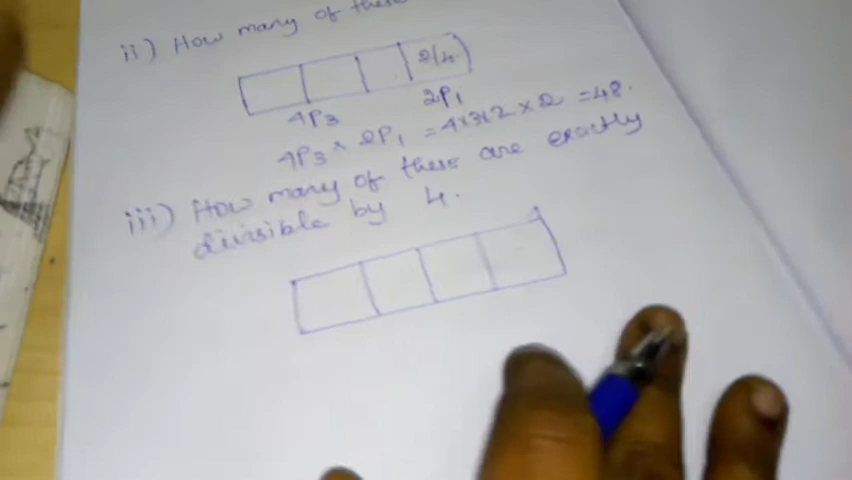 ii) How many of these
2/4
4P3 2P1
4P3 × 2P1 = 4×3×2 × 2 = 48.
iii) How many of these are exactly
divisible by 4.